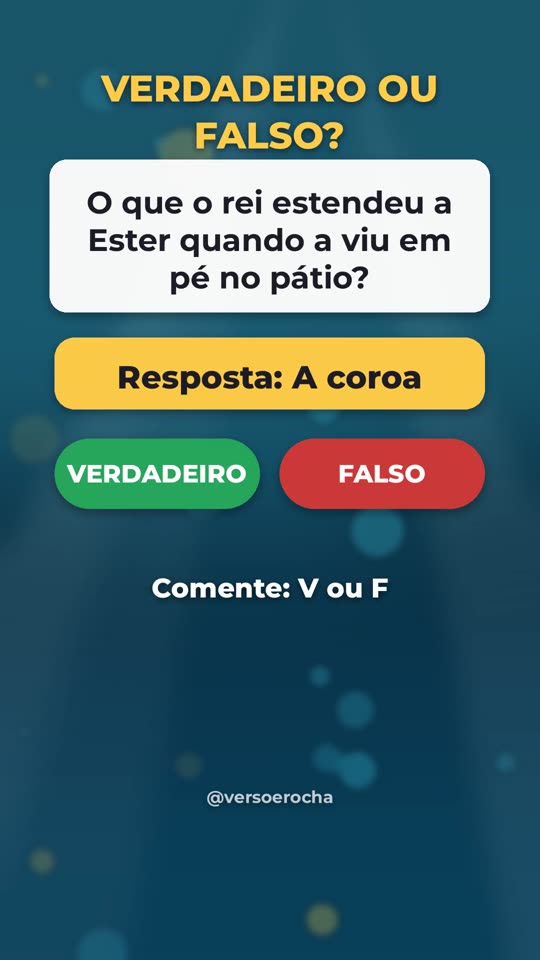 VERDADEIRO OU
FALSO?
O que o rei estendeu a
Ester quando a viu em
pé no pátio?
Resposta: A coroa
VERDADEIRO
FALSO
Comente: V ou F
@versoerocha